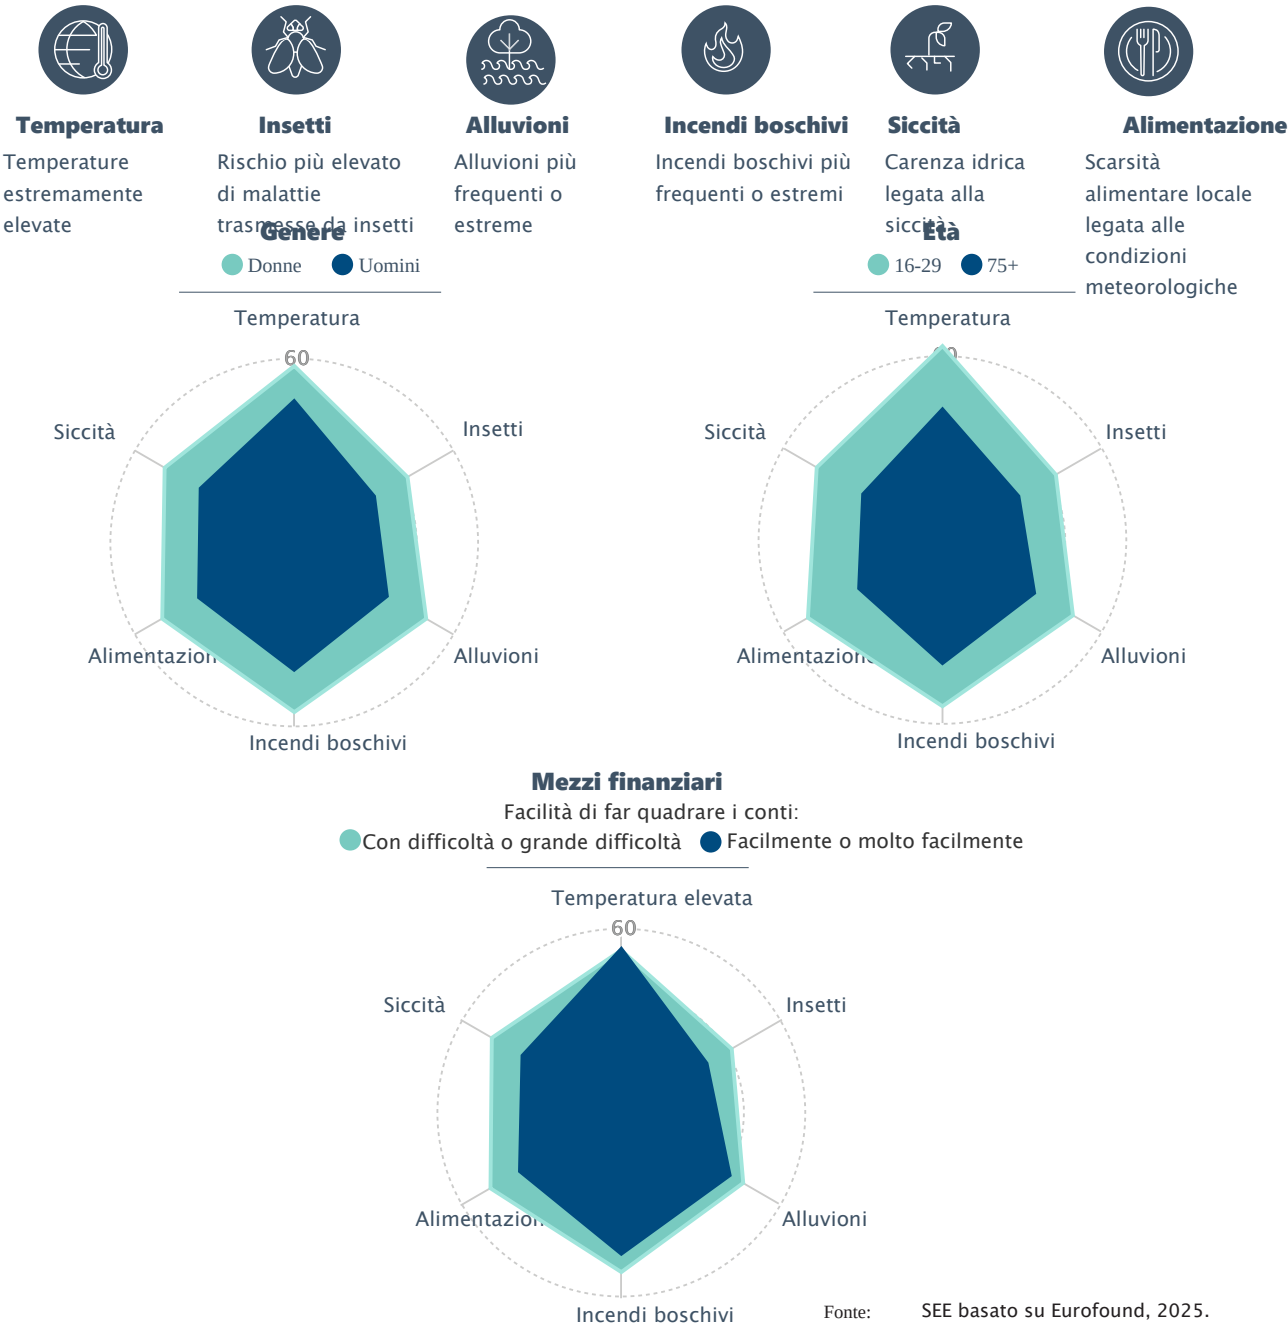 Temperatura
Temperature
estremamente
elevate
Insetti
Rischio più elevato
di malattie
trasmesse da insetti
Alluvioni
Alluvioni più
frequenti o
estreme
Incendi boschivi
Incendi boschivi più
frequenti o estremi
Siccità
Carenza idrica
legata alla
siccità
Alimentazione
Scarsità
alimentare locale
legata alle
condizioni
meteorologiche
Genere
Donne Uomini
Temperatura
60
Siccità
Insetti
Alimentazion
Alluvioni
Incendi boschivi
Età
16-29 75+
Temperatura
Siccità
Insetti
Alimentazione
Alluvioni
Incendi boschivi
Mezzi finanziari
Facilità di far quadrare i conti:
Con difficoltà o grande difficoltà Facilmente o molto facilmente
Temperatura elevata
60
Siccità
Insetti
Alimentazion
Alluvioni
Incendi boschivi
Fonte: SEE basato su Eurofound, 2025.